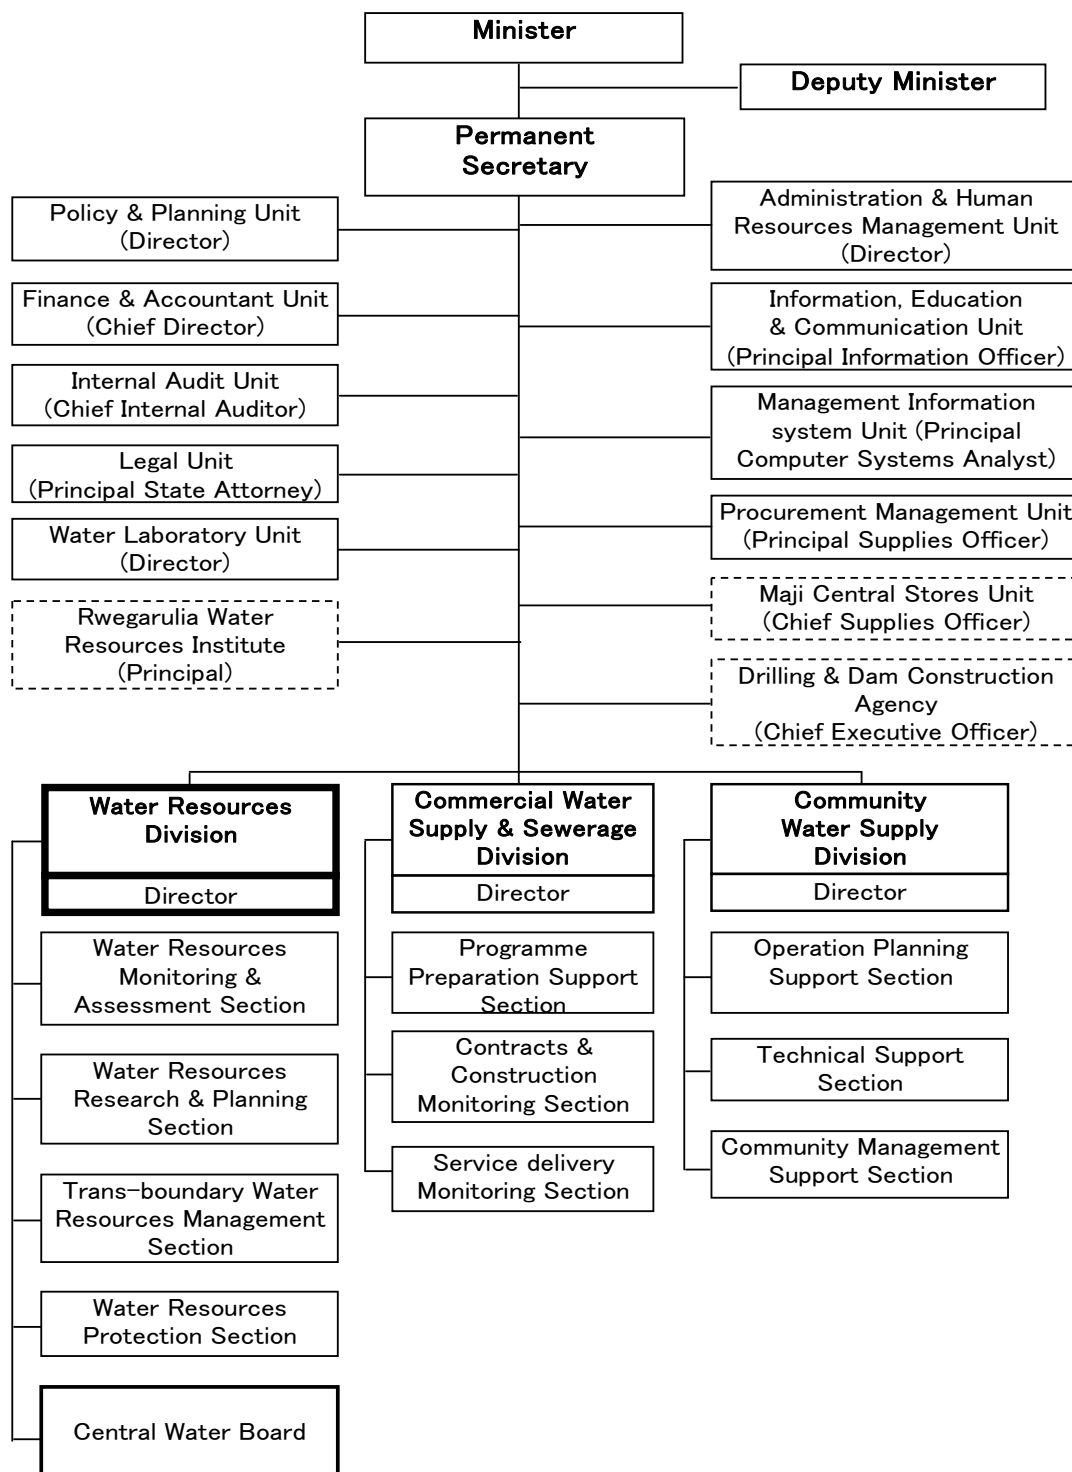 Minister
Deputy Minister
Permanent
Secretary
Policy & Planning Unit
(Director)
Administration & Human
Resources Management Unit
(Director)
Finance & Accountant Unit
(Chief Director)
Information, Education
& Communication Unit
(Principal Information Officer)
Internal Audit Unit
(Chief Internal Auditor)
Management Information
system Unit (Principal
Computer Systems Analyst)
Legal Unit
(Principal State Attorney)
Procurement Management Unit
(Principal Supplies Officer)
Water Laboratory Unit
(Director)
Maji Central Stores Unit
(Chief Supplies Officer)
Rwegarulia Water
Resources Institute
(Principal)
Drilling & Dam Construction
Agency
(Chief Executive Officer)
Water Resources
Division
Director
Water Resources
Monitoring &
Assessment Section
Water Resources
Research & Planning
Section
Trans-boundary Water
Resources Management
Section
Water Resources
Protection Section
Central Water Board
Commercial Water
Supply & Sewerage
Division
Director
Programme
Preparation Support
Section
Contracts &
Construction
Monitoring Section
Service delivery
Monitoring Section
Community
Water Supply
Division
Director
Operation Planning
Support Section
Technical Support
Section
Community Management
Support Section